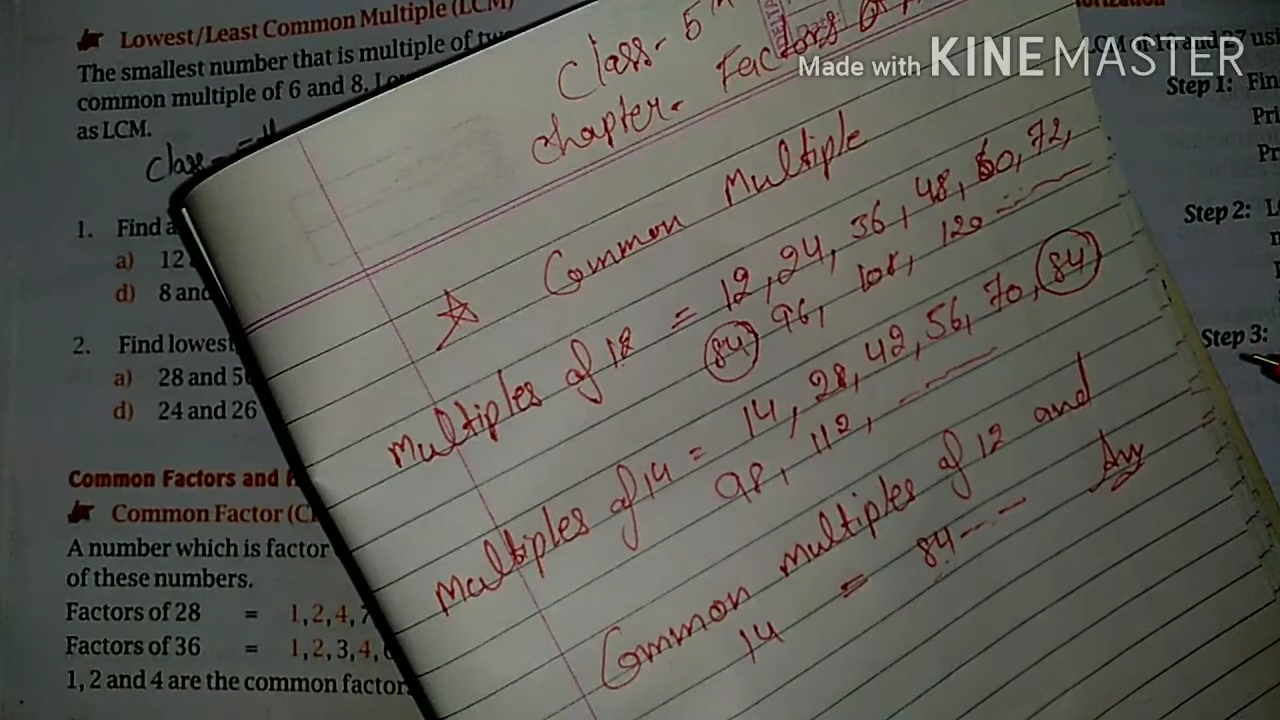 Lowest/Least Common Multiple (LCM)
The smallest number that is multiple of two
common multiple of 6 and 8.
as LCM.
Class
1. Find
a) 12
d) 8 and
2. Find lowest
a) 28 and
d) 24 and 26
Common Factors and
Common Factor
A number which is factor
of these numbers.
Factors of 28 = 1,2,4,
Factors of 36 = 1,2,3,4,
1, 2 and 4 are the common factor
Class- 5th
Chapter- Factors
Common Multiple
Multiples of 12 = 12, 24, 36, 48, 60, 72,
84 96, 108, 120 ---
Multiples of 14 = 14, 28, 42, 56, 70, 84
98, 112, ---
Common multiples of 12 and
14 = 84--- Ans
Made with KINEMASTER
Step 1: Fin
Pri
Pr
Step 2:
Step 3: